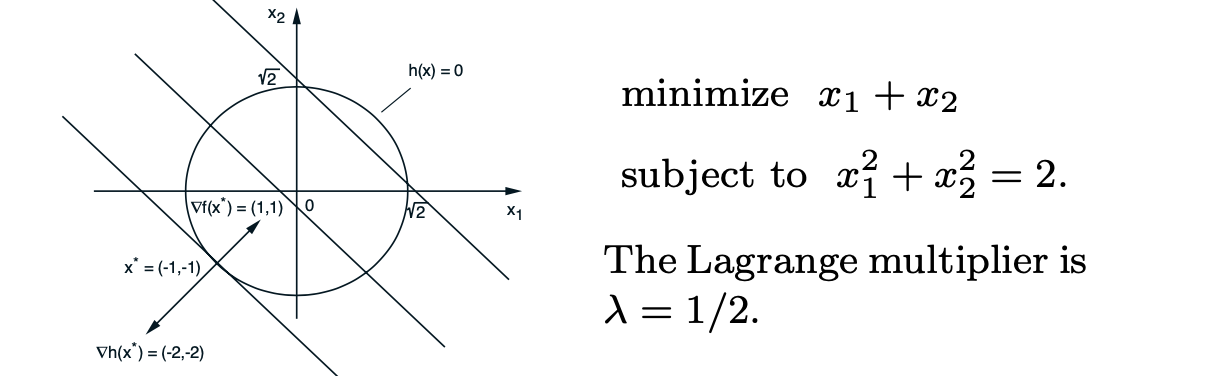 x₂
√2
h(x) = 0
∇f(x*) = (1,1)
0
√2
x₁
x* = (-1,-1)
∇h(x*) = (-2,-2)
minimize x₁ + x₂
subject to x₁² + x₂² = 2.
The Lagrange multiplier is
λ = 1/2.